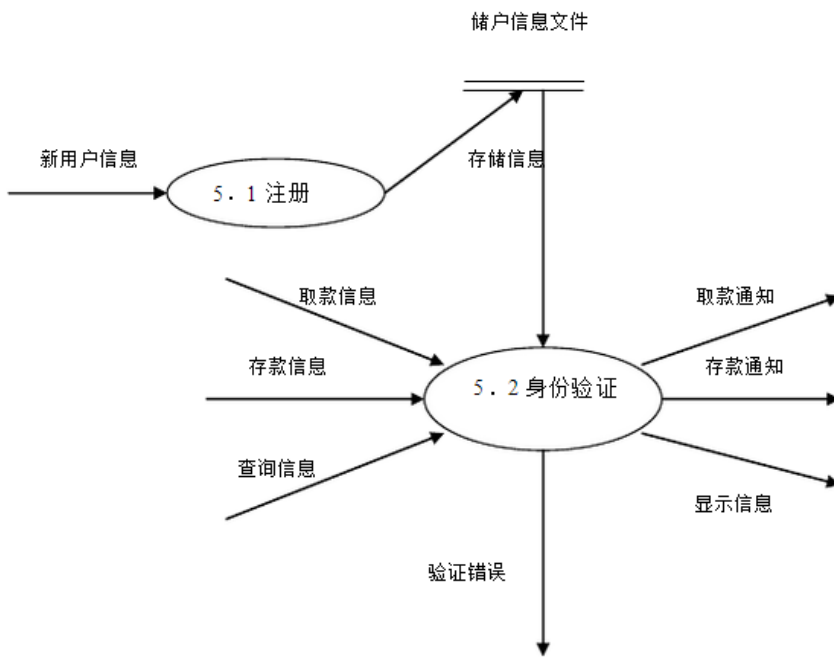 储户信息文件
新用户信息
存储信息
5．1 注册
取款信息
取款通知
存款信息
存款通知
5．2 身份验证
查询信息
显示信息
验证错误